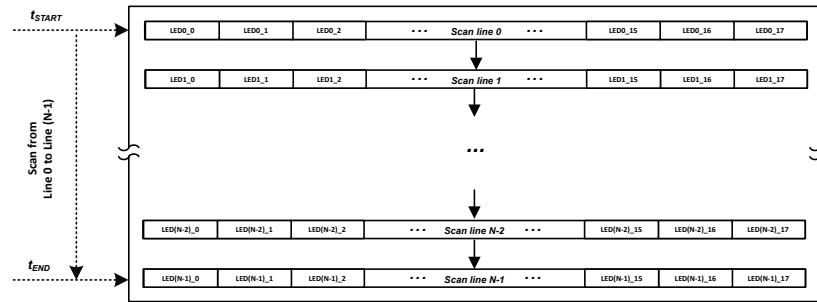 t_START
LED0_0 LED0_1 LED0_2 ··· Scan line 0 ··· LED0_15 LED0_16 LED0_17
LED1_0 LED1_1 LED1_2 ··· Scan line 1 ··· LED1_15 LED1_16 LED1_17
Scan from
Line 0 to Line (N-1)
...
LED(N-2)_0 LED(N-2)_1 LED(N-2)_2 ··· Scan line N-2 ··· LED(N-2)_15 LED(N-2)_16 LED(N-2)_17
t_END
LED(N-1)_0 LED(N-1)_1 LED(N-1)_2 ··· Scan line N-1 ··· LED(N-1)_15 LED(N-1)_16 LED(N-1)_17